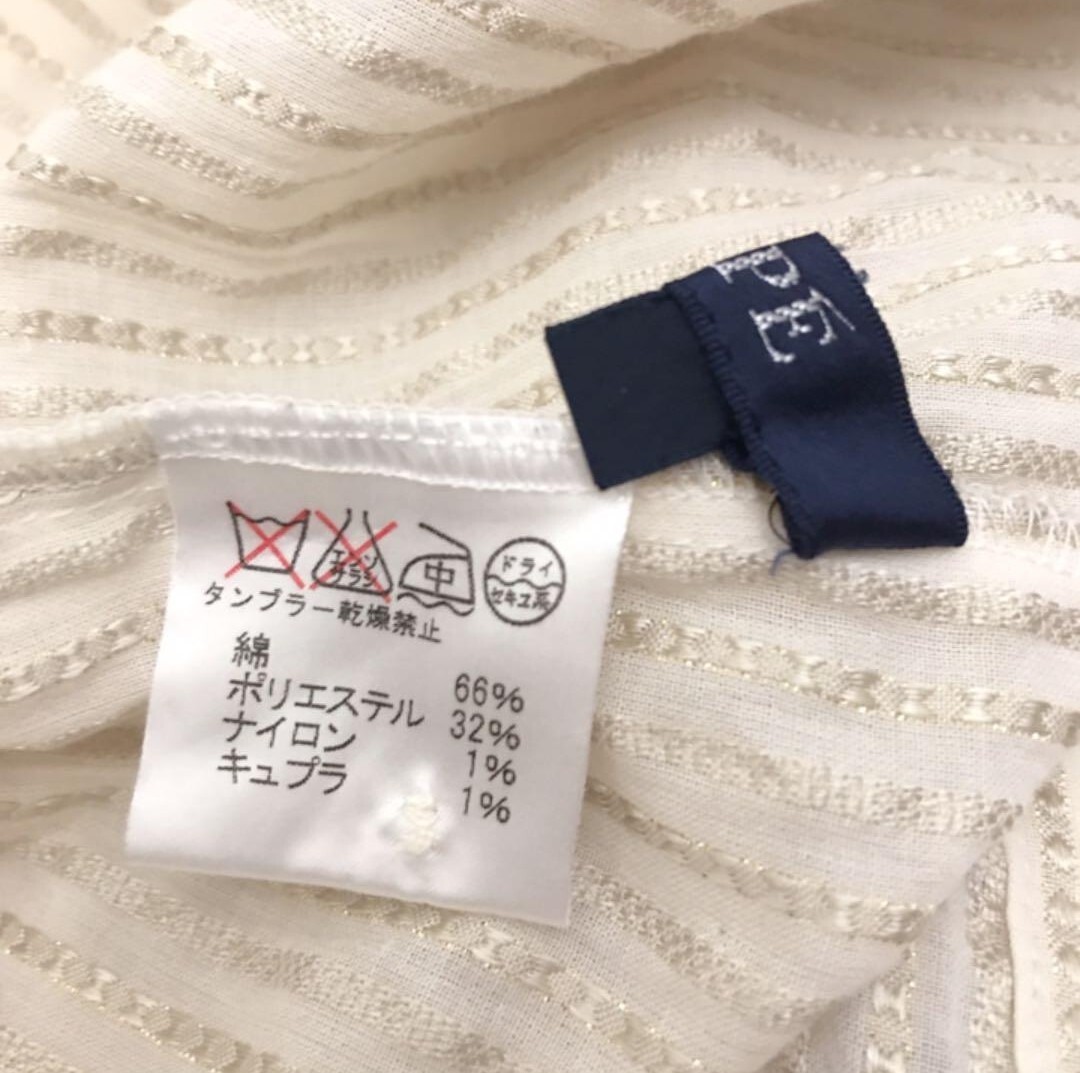 PÉ
エンソ
サラシ
中
ドライ
セキユ系
タンブラー乾燥禁止
綿 66%
ポリエステル 32%
ナイロン 1%
キュプラ 1%